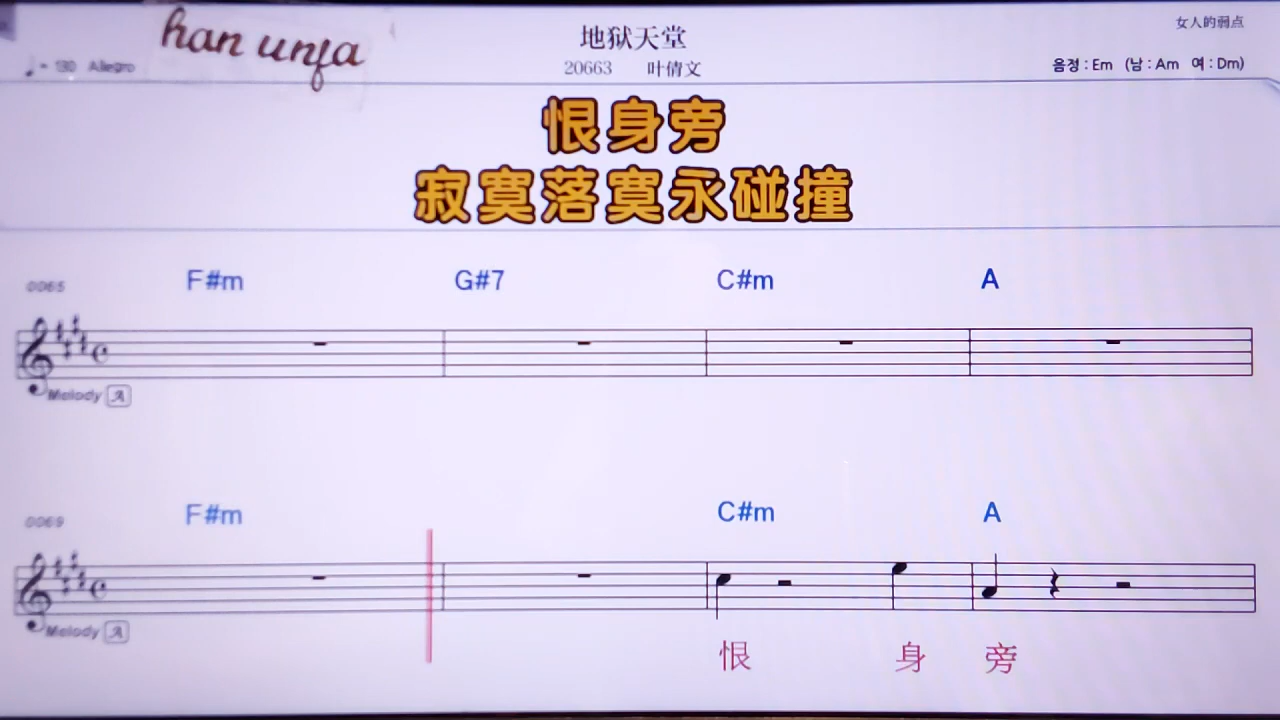 han unfa
地狱天堂
女人的弱点
♩= 130 Allegro
20663 叶倩文
음정 : Em (남 : Am 여 : Dm)
恨身旁
寂寞落寞永碰撞
0065 F#m G#7 C#m A
Melody A
0069 F#m C#m A
Melody A
恨 身 旁